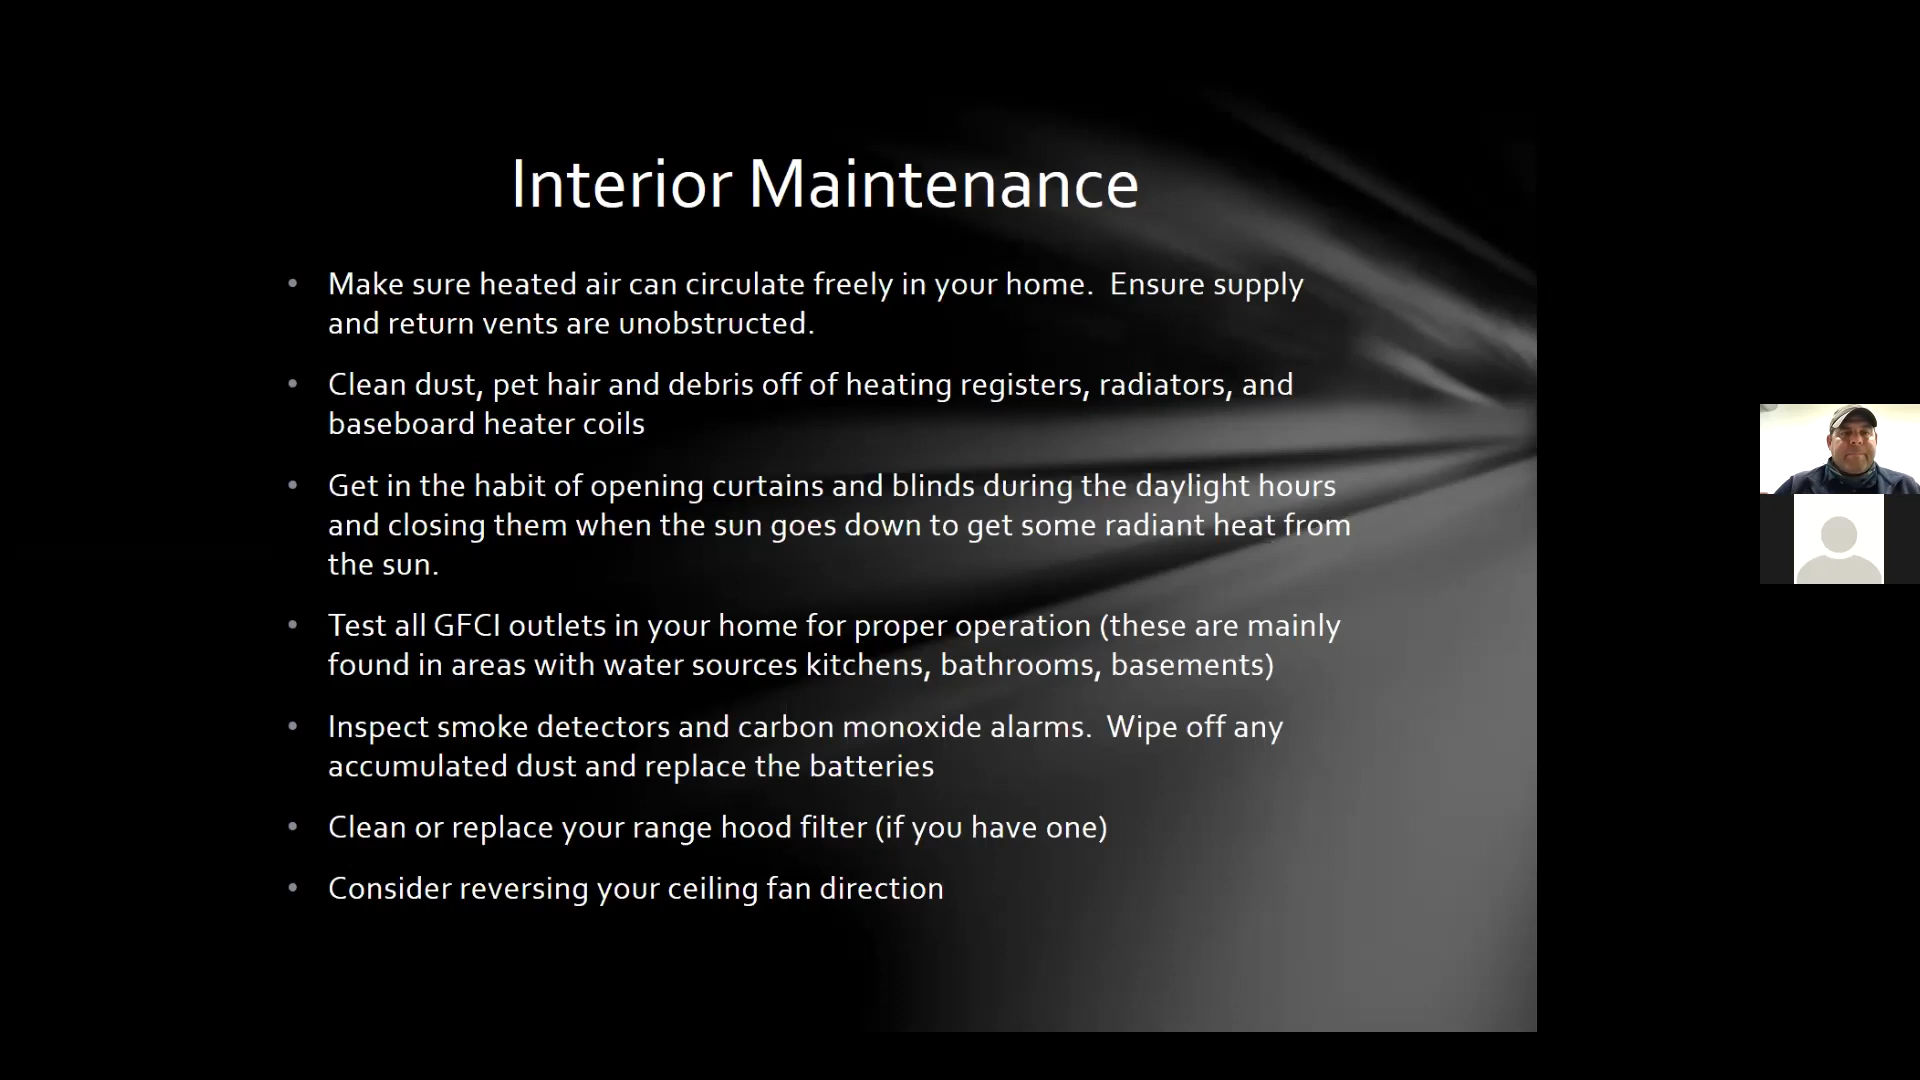 Interior Maintenance
• Make sure heated air can circulate freely in your home.  Ensure supply
and return vents are unobstructed.
• Clean dust, pet hair and debris off of heating registers, radiators, and
baseboard heater coils
• Get in the habit of opening curtains and blinds during the daylight hours
and closing them when the sun goes down to get some radiant heat from
the sun.
• Test all GFCI outlets in your home for proper operation (these are mainly
found in areas with water sources kitchens, bathrooms, basements)
• Inspect smoke detectors and carbon monoxide alarms.  Wipe off any
accumulated dust and replace the batteries
• Clean or replace your range hood filter (if you have one)
• Consider reversing your ceiling fan direction